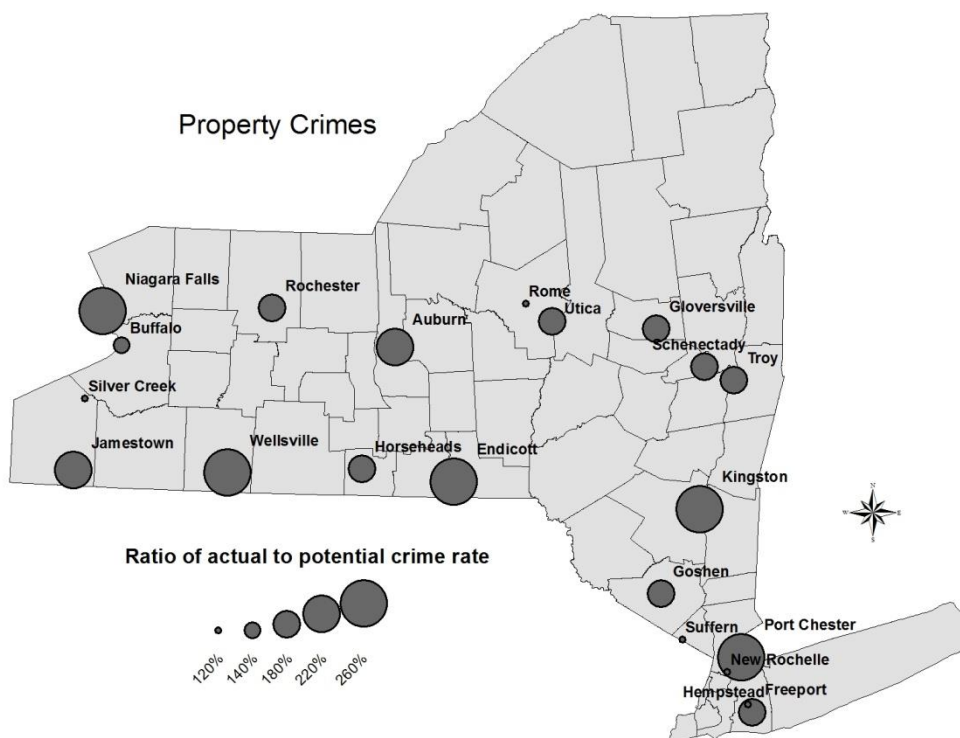 Property Crimes
Niagara Falls
Rochester
Rome
Utica
Gloversville
Auburn
Buffalo
Schenectady
Troy
Silver Creek
Jamestown
Wellsville
Horseheads
Endicott
Kingston
N
W
E
S
Ratio of actual to potential crime rate
Goshen
Suffern
Port Chester
New Rochelle
Hempstead
Freeport
120%
140%
180%
220%
260%